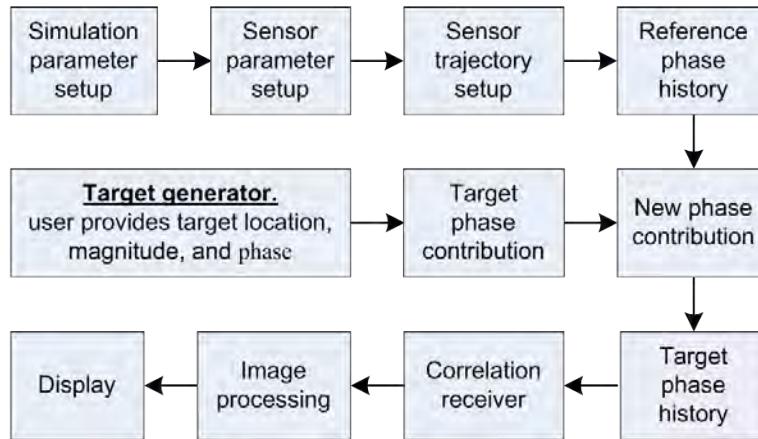 Simulation
parameter
setup
Sensor
parameter
setup
Sensor
trajectory
setup
Reference
phase
history
Target generator.
user provides target location,
magnitude, and phase
Target
phase
contribution
New phase
contribution
Display
Image
processing
Correlation
receiver
Target
phase
history